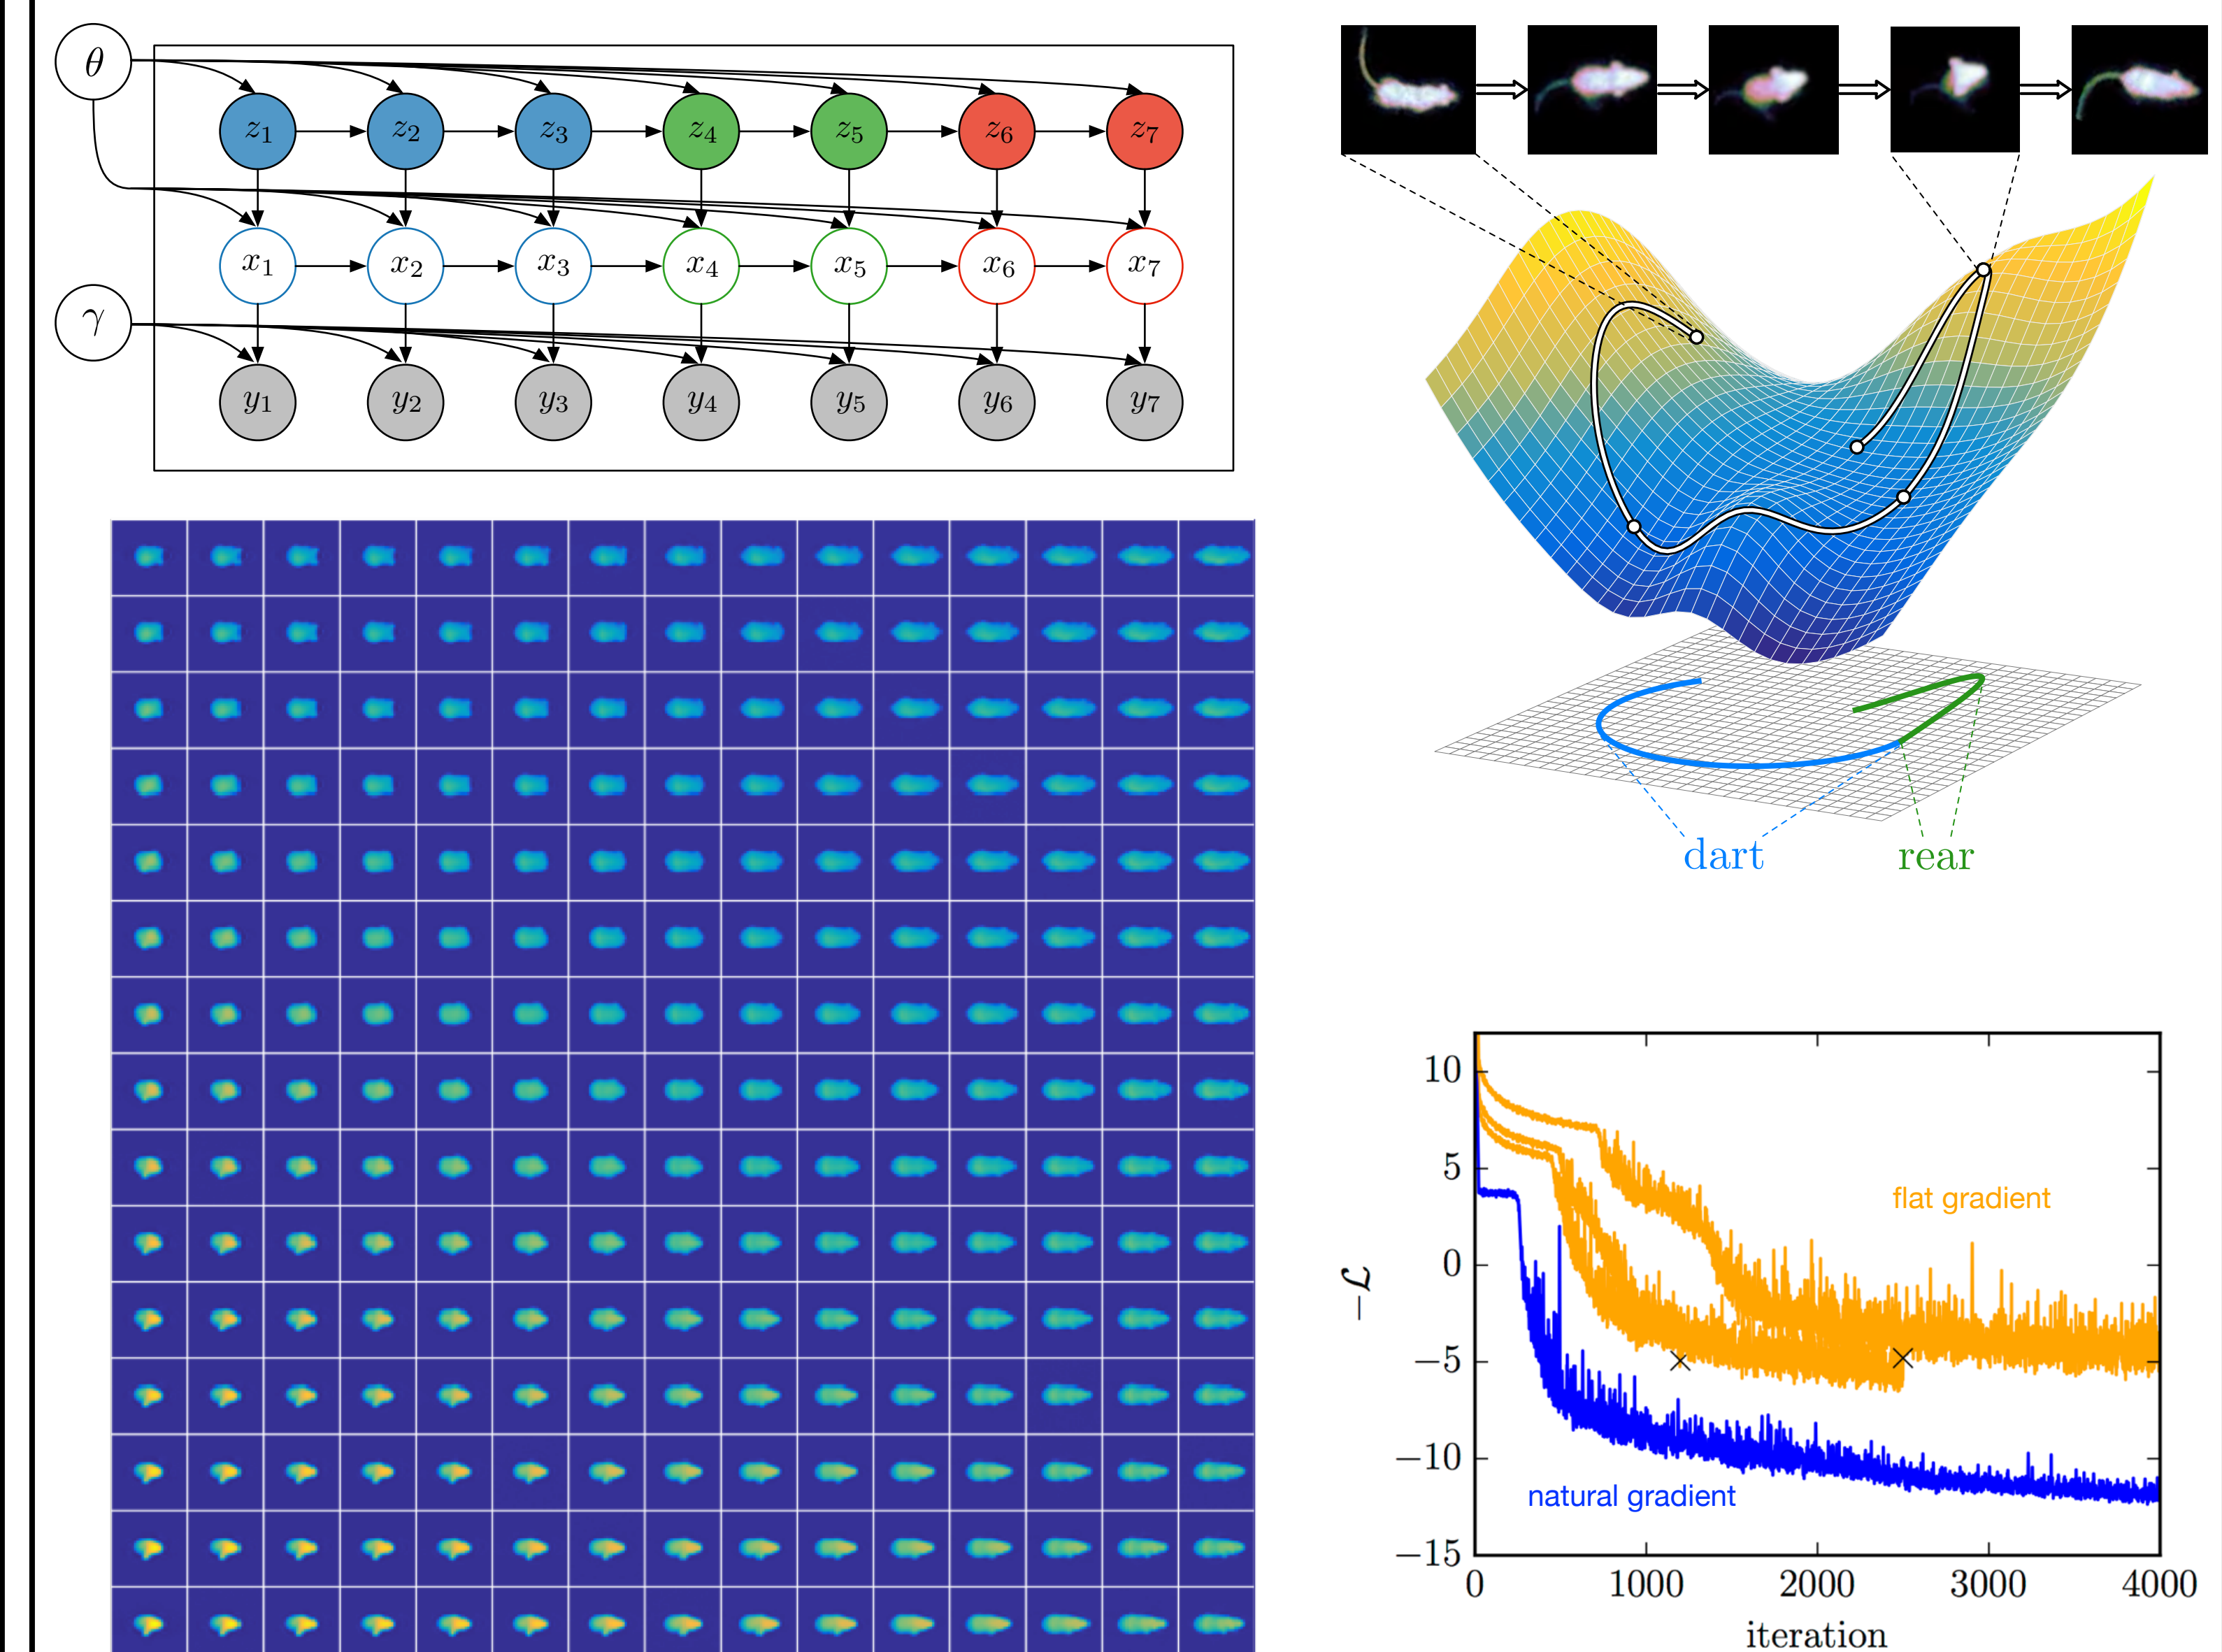 θ
z₁ z₂ z₃ z₄ z₅ z₆ z₇
x₁ x₂ x₃ x₄ x₅ x₆ x₇
γ
y₁ y₂ y₃ y₄ y₅ y₆ y₇
dart rear
10
5
0
−5
−10
−15
−ℒ
flat gradient
natural gradient
0 1000 2000 3000 4000
iteration